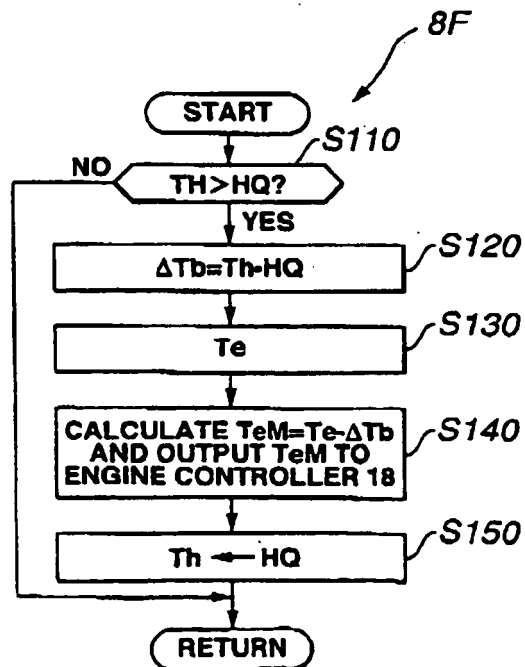 8F
START
S110
NO
TH>HQ?
YES
S120
ΔTb=Th-HQ
S130
Te
S140
CALCULATE TeM=Te-ΔTb
AND OUTPUT TeM TO
ENGINE CONTROLLER 18
S150
Th ← HQ
RETURN